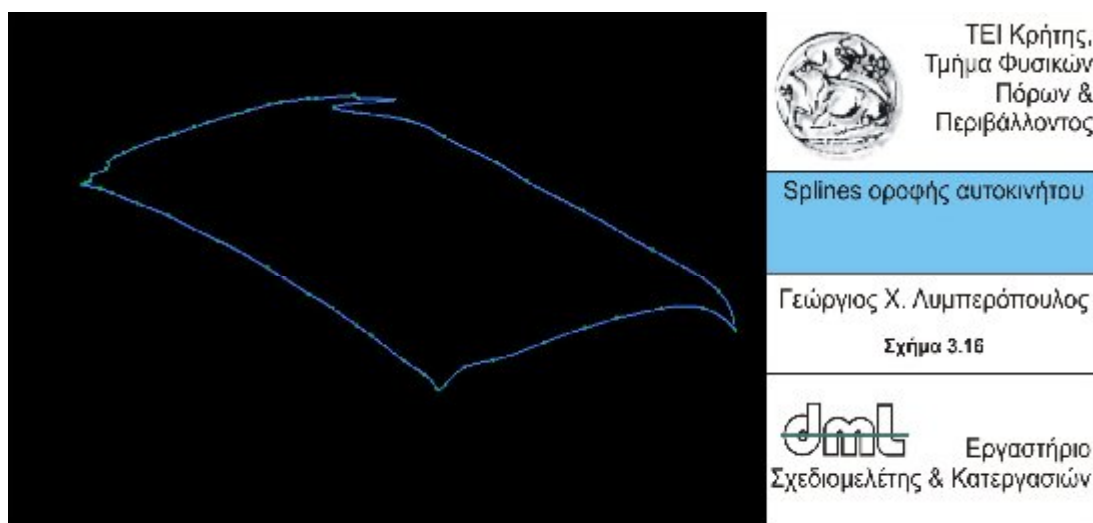 ΤΕΙ Κρήτης,
Τμήμα Φυσικών
Πόρων &
Περιβάλλοντος
Splines οροφής αυτοκινήτου
Γεώργιος Χ. Λυμπερόπουλος
Σχήμα 3.16
dml
Εργαστήριο
Σχεδιομελέτης & Κατεργασιών